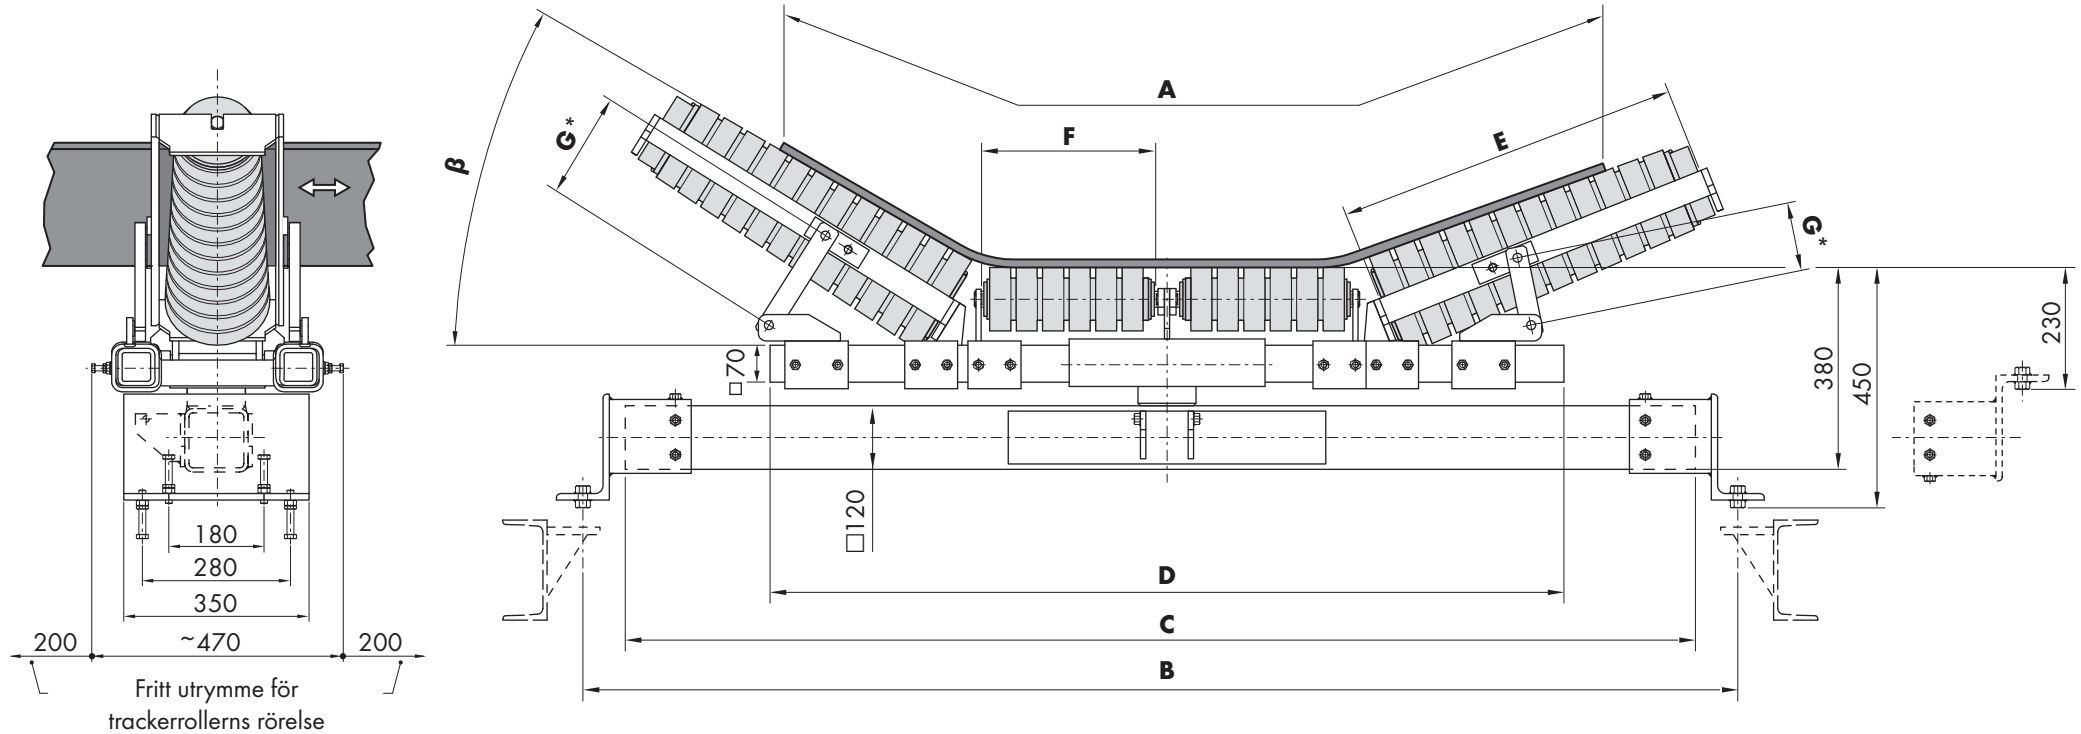 180
280
350
200
~470
200
Fritt utrymme för
trackerrollerns rörelse
β
G*
A
F
E
G*
□70
□120
D
C
B
380
450
230